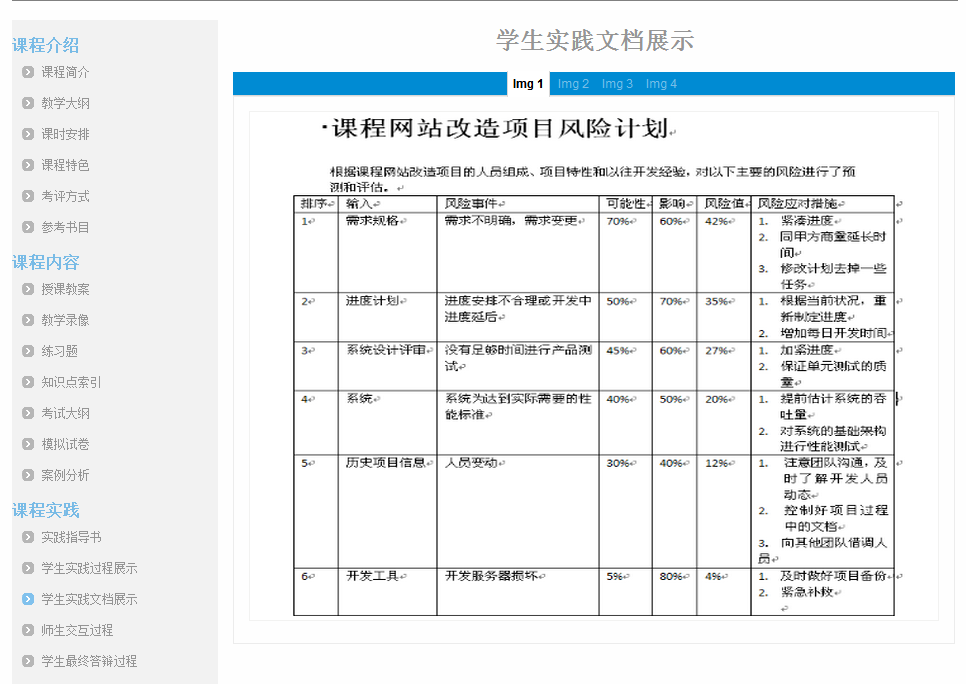 课程介绍
课程简介
教学大纲
课时安排
课程特色
考评方式
参考书目
课程内容
授课教案
教学录像
练习题
知识点索引
考试大纲
模拟试卷
案例分析
课程实践
实践指导书
学生实践过程展示
学生实践文档展示
师生交互过程
学生最终答辩过程
学生实践文档展示
Img 1 Img 2 Img 3 Img 4
·课程网站改造项目风险计划
根据课程网站改造项目的人员组成、项目特性和以往开发经验，对以下主要的风险进行了预
测和评估。
排序 输入 风险事件 可能性 影响 风险值 风险应对措施
1 需求规格 需求不明确，需求变更 70% 60% 42% 1. 紧凑进度
2. 同甲方商量延长时
间
3. 修改计划去掉一些
任务
2 进度计划 进度安排不合理或开发中 50% 70% 35% 1. 根据当前状况，重
进度延后 新制定进度
2. 增加每日开发时间
3 系统设计评审 没有足够时间进行产品测 45% 60% 27% 1. 加紧进度
试 2. 保证单元测试的质
量
4 系统 系统为达到实际需要的性 40% 50% 20% 1. 提前估计系统的吞
能标准 吐量
2. 对系统的基础架构
进行性能测试
5 历史项目信息 人员变动 30% 40% 12% 1. 注意团队沟通，及
时了解开发人员
动态
2. 控制好项目过程
中的文档
3. 向其他团队借调人
员
6 开发工具 开发服务器损坏 5% 80% 4% 1. 及时做好项目备份
2. 紧急补救